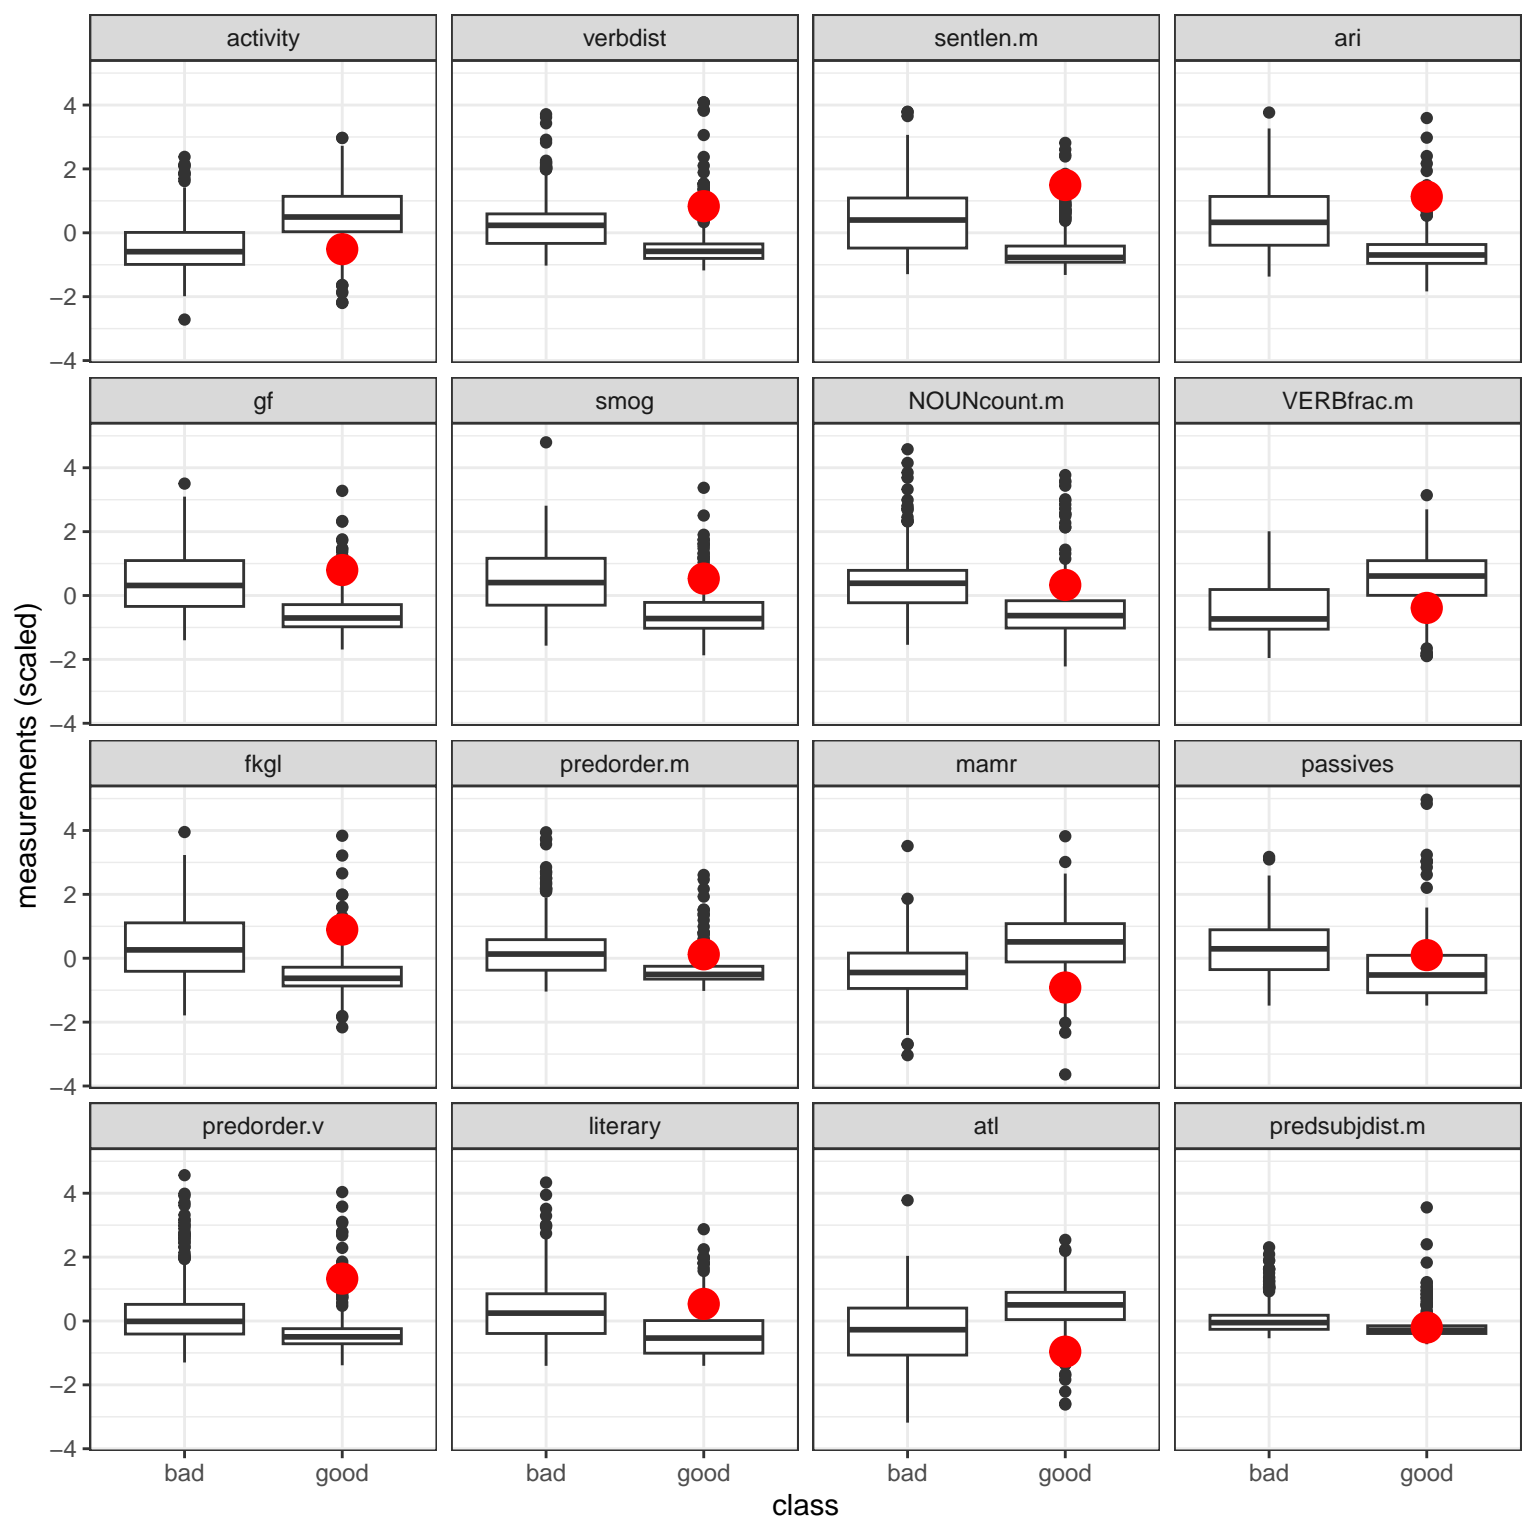 activity verbdist sentlen.m ari
4
2
0
−2
−4
gf smog NOUNcount.m VERBfrac.m
4
2
0
−2
−4
measurements (scaled)
fkgl predorder.m mamr passives
4
2
0
−2
−4
predorder.v literary atl predsubjdist.m
4
2
0
−2
−4
bad good bad good bad good bad good
class